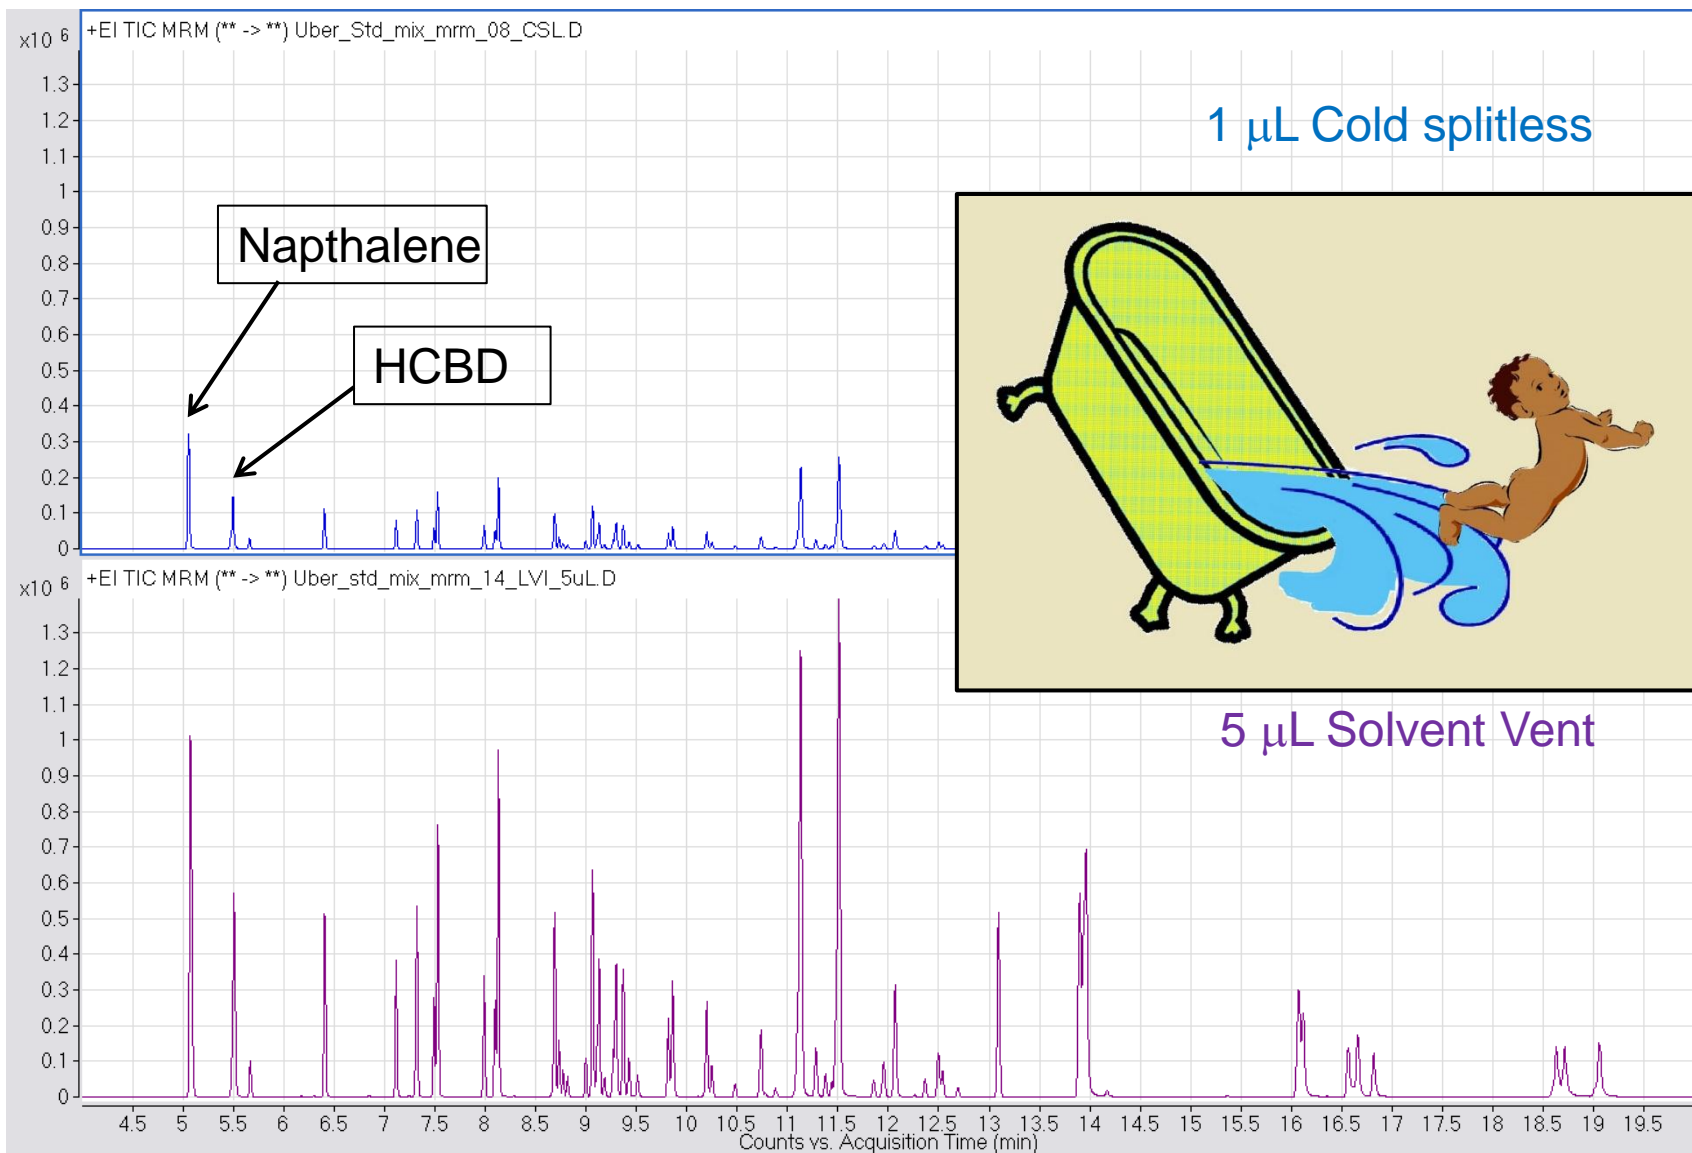 +EI TIC MRM (** -> **) Uber_Std_mix_mrm_08_CSL.D
x10 6
1.3
1.2
1.1
1
0.9
0.8
0.7
0.6
0.5
0.4
0.3
0.2
0.1
0
1 μL Cold splitless
Napthalene
HCBD
+EI TIC MRM (** -> **) Uber_std_mix_mrm_14_LVI_5uL.D
x10 6
1.3
1.2
1.1
1
0.9
0.8
0.7
0.6
0.5
0.4
0.3
0.2
0.1
0
5 μL Solvent Vent
4.5 5 5.5 6 6.5 7 7.5 8 8.5 9 9.5 10 10.5 11 11.5 12 12.5 13 13.5 14 14.5 15 15.5 16 16.5 17 17.5 18 18.5 19 19.5
Counts vs. Acquisition Time (min)